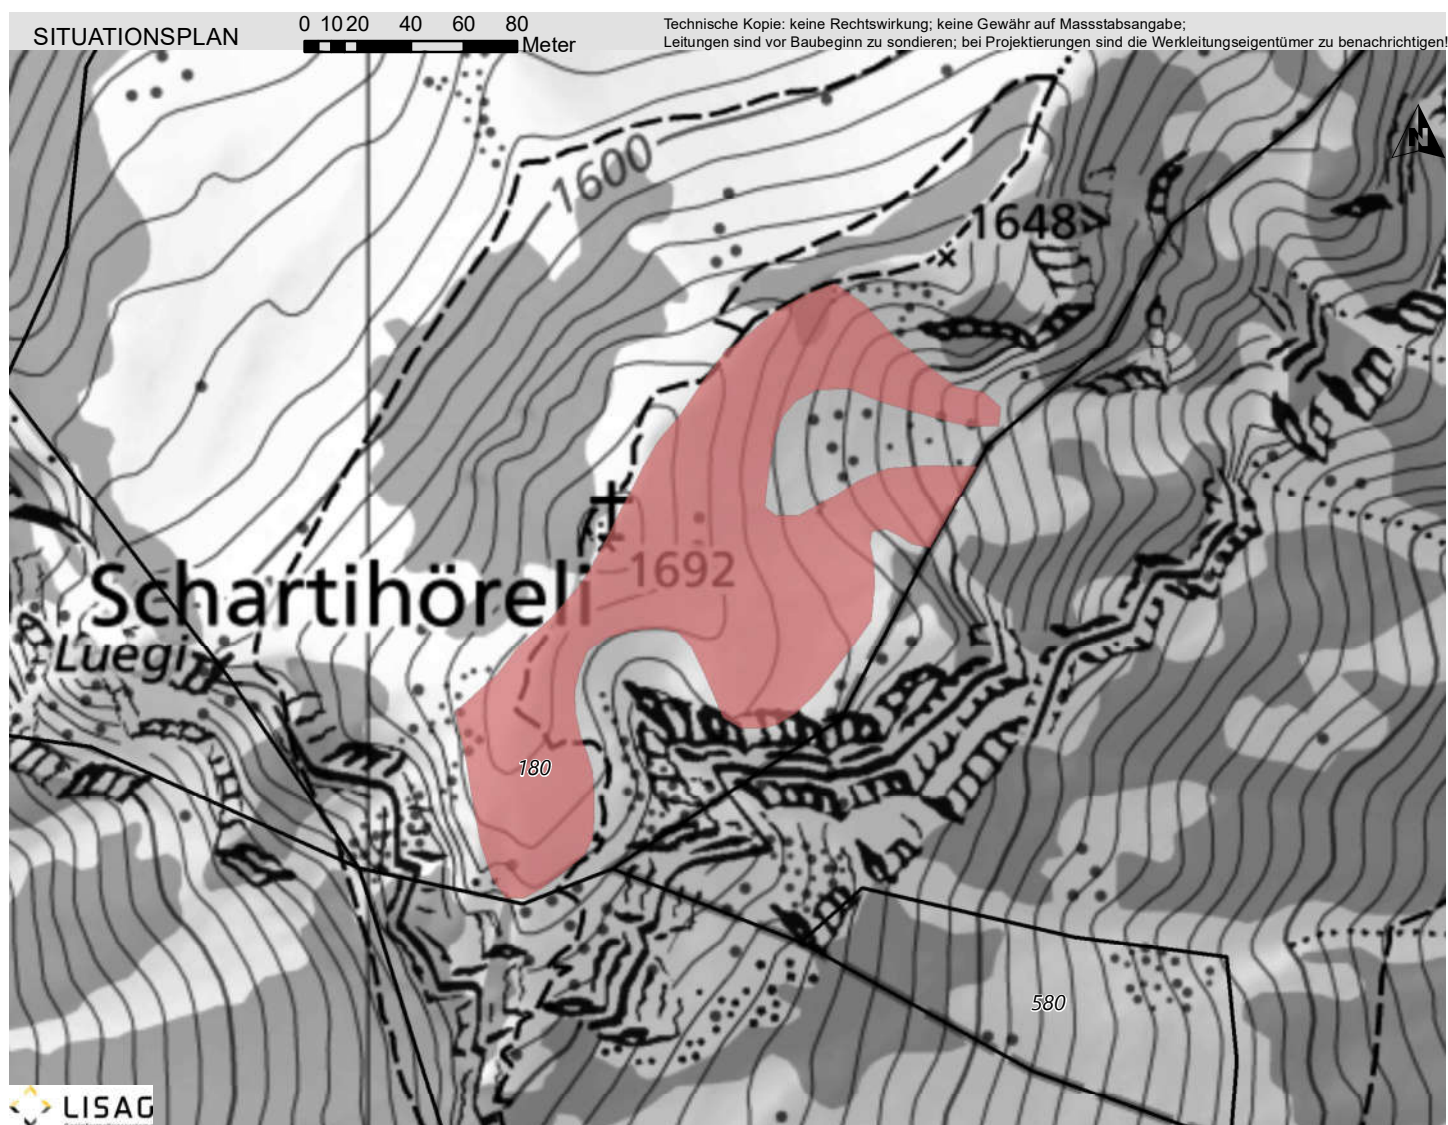 SITUATIONSPLAN
0 10 20 40 60 80
Meter
Technische Kopie: keine Rechtswirkung; keine Gewähr auf Massstabsangabe;
Leitungen sind vor Baubeginn zu sondieren; bei Projektierungen sind die Werkleitungseigentümer zu benachrichtigen!
N
1600
1648
1692
Schartihöreli
Luegi
180
580
LISAG